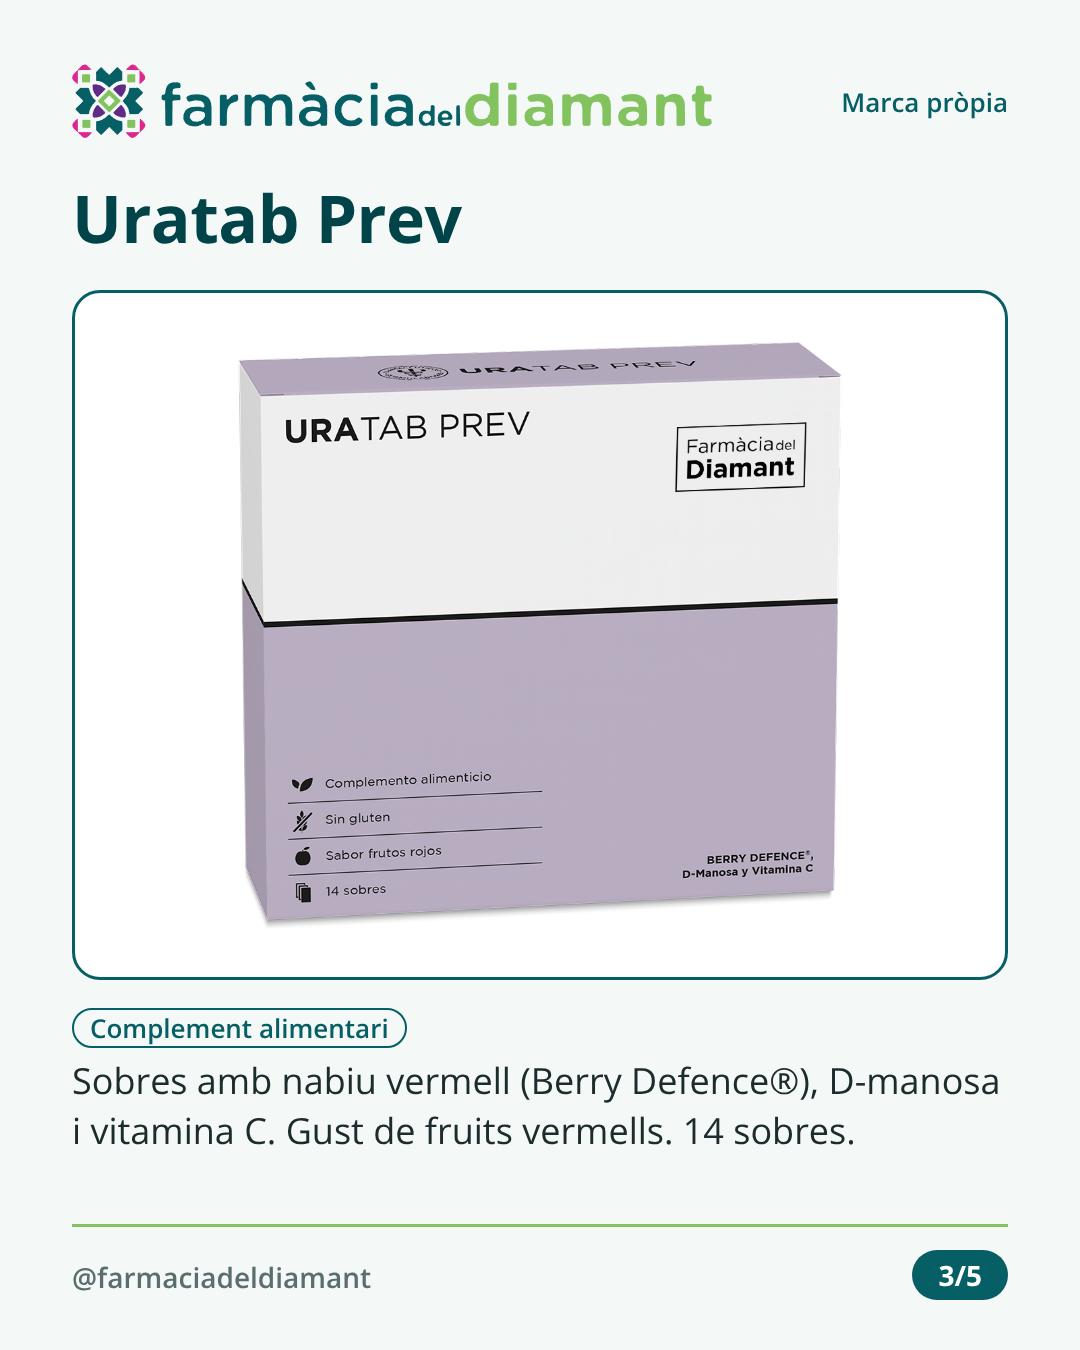 farmàciadeldiamant
Marca pròpia
Uratab Prev
URATAB PREV
URATAB PREV
Farmàciadel
Diamant
Complemento alimenticio
Sin gluten
Sabor frutos rojos
14 sobres
BERRY DEFENCE®,
D-Manosa y Vitamina C
Complement alimentari
Sobres amb nabiu vermell (Berry Defence®), D-manosa
i vitamina C. Gust de fruits vermells. 14 sobres.
@farmaciadeldiamant
3/5